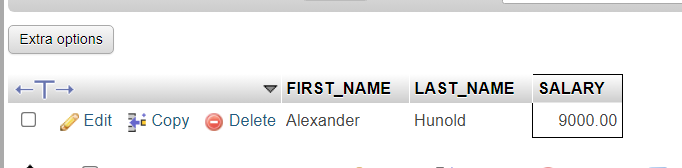 Extra options
FIRST_NAME LAST_NAME SALARY
Edit Copy Delete Alexander Hunold 9000.00